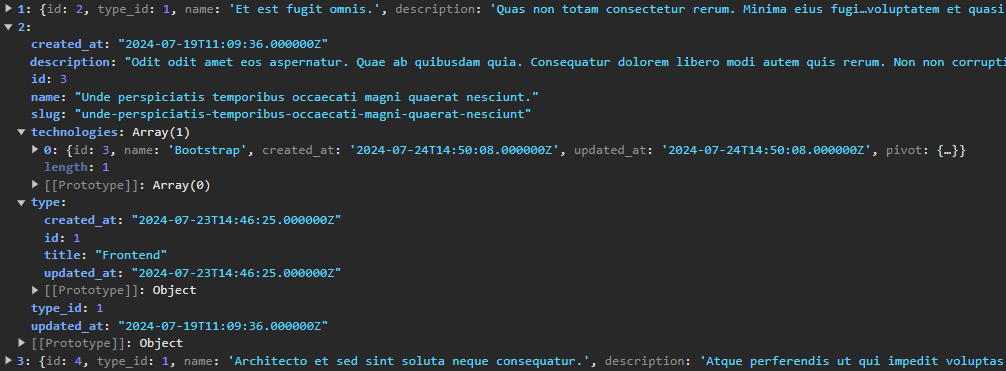 1: {id: 2, type_id: 1, name: 'Et est fugit omnis.', description: 'Quas non totam consectetur rerum. Minima eius fugi…voluptatem et quasi
2:
created_at: "2024-07-19T11:09:36.000000Z"
description: "Odit odit amet eos aspernatur. Quae ab quibusdam quia. Consequatur dolorem libero modi autem quis rerum. Non non corrupti
id: 3
name: "Unde perspiciatis temporibus occaecati magni quaerat nesciunt."
slug: "unde-perspiciatis-temporibus-occaecati-magni-quaerat-nesciunt"
technologies: Array(1)
0: {id: 3, name: 'Bootstrap', created_at: '2024-07-24T14:50:08.000000Z', updated_at: '2024-07-24T14:50:08.000000Z', pivot: {…}}
length: 1
[[Prototype]]: Array(0)
type:
created_at: "2024-07-23T14:46:25.000000Z"
id: 1
title: "Frontend"
updated_at: "2024-07-23T14:46:25.000000Z"
[[Prototype]]: Object
type_id: 1
updated_at: "2024-07-19T11:09:36.000000Z"
[[Prototype]]: Object
3: {id: 4, type_id: 1, name: 'Architecto et sed sint soluta neque consequatur.', description: 'Atque perferendis ut qui impedit voluptas